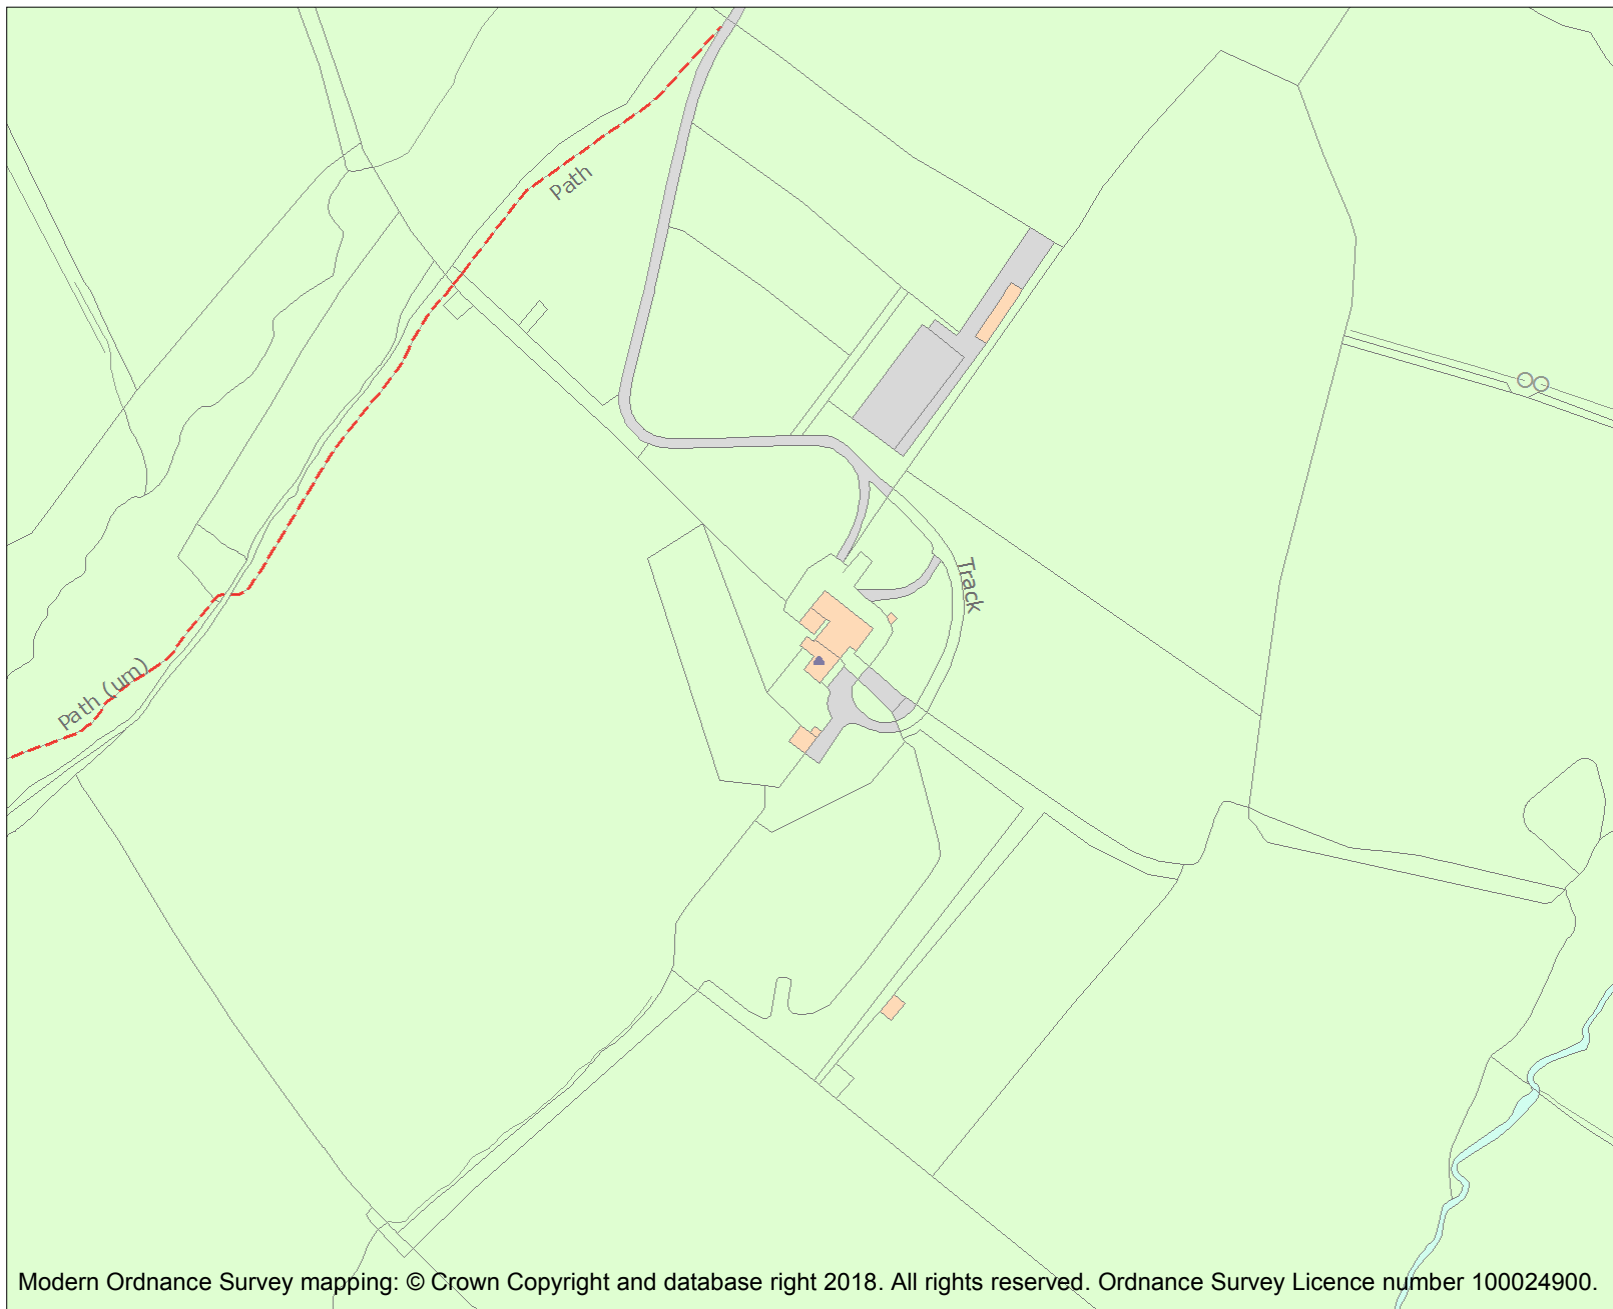 Path
Track
Path (um)
Modern Ordnance Survey mapping: © Crown Copyright and database right 2018. All rights reserved. Ordnance Survey Licence number 100024900.